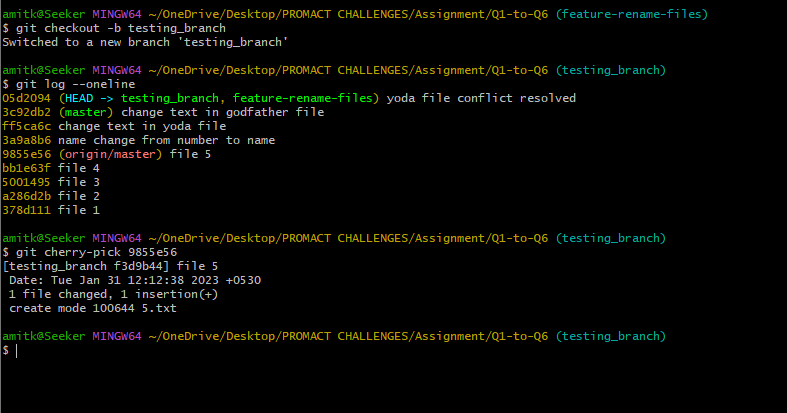 amitk@Seeker MINGW64 ~/OneDrive/Desktop/PROMACT CHALLENGES/Assignment/Q1-to-Q6 (feature-rename-files)
$ git checkout -b testing_branch
Switched to a new branch 'testing_branch'
amitk@Seeker MINGW64 ~/OneDrive/Desktop/PROMACT CHALLENGES/Assignment/Q1-to-Q6 (testing_branch)
$ git log --oneline
05d2094 (HEAD -> testing_branch, feature-rename-files) yoda file conflict resolved
3c92db2 (master) change text in godfather file
ff5ca6c change text in yoda file
3a9a8b6 name change from number to name
9855e56 (origin/master) file 5
bb1e63f file 4
5001495 file 3
a286d2b file 2
378d111 file 1
amitk@Seeker MINGW64 ~/OneDrive/Desktop/PROMACT CHALLENGES/Assignment/Q1-to-Q6 (testing_branch)
$ git cherry-pick 9855e56
[testing_branch f3d9b44] file 5
Date: Tue Jan 31 12:12:38 2023 +0530
1 file changed, 1 insertion(+)
create mode 100644 5.txt
amitk@Seeker MINGW64 ~/OneDrive/Desktop/PROMACT CHALLENGES/Assignment/Q1-to-Q6 (testing_branch)
$